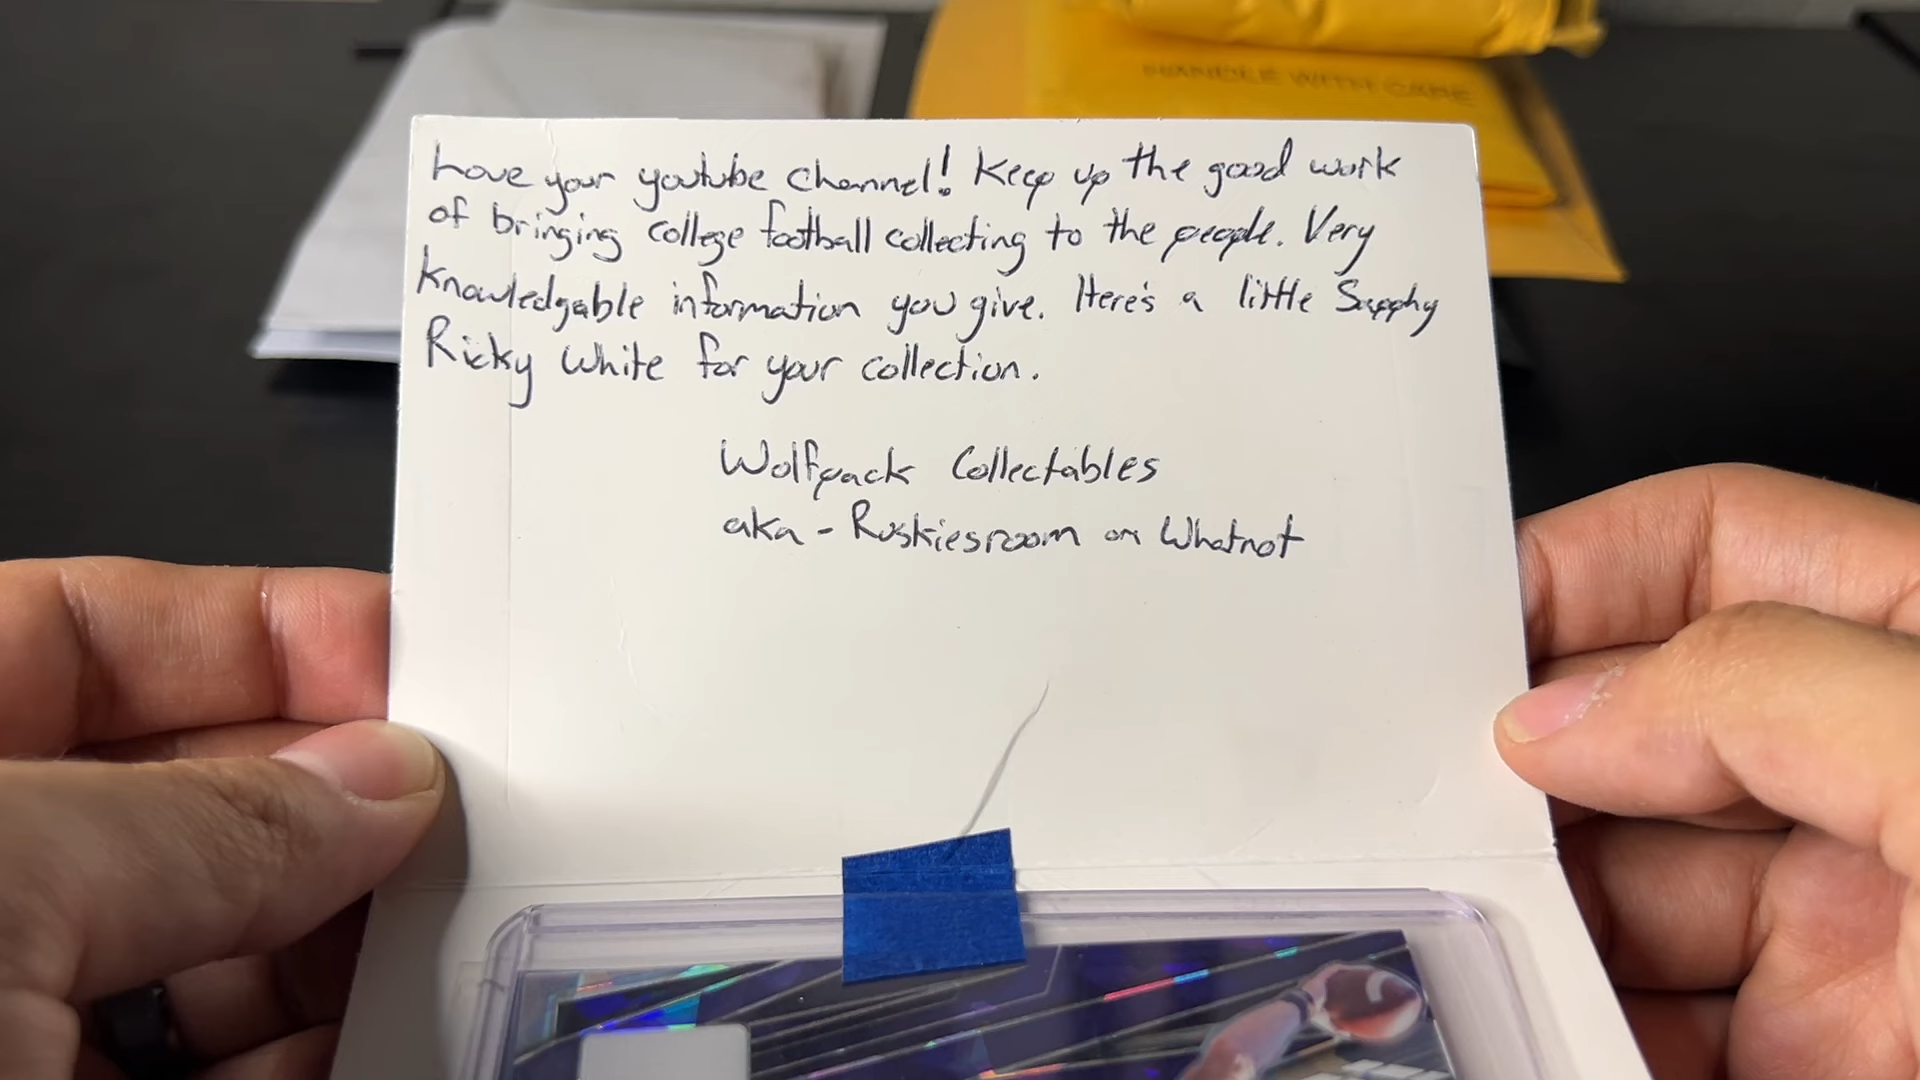 HANDLE WITH CARE
Love your youtube channel! Keep up the good work
of bringing college football collecting to the people. Very
Knowledgable information you give. Here's a little Sapphy
Ricky White for your collection.
Wolfpack Collectables
aka - Ruskiesroom on Whatnot